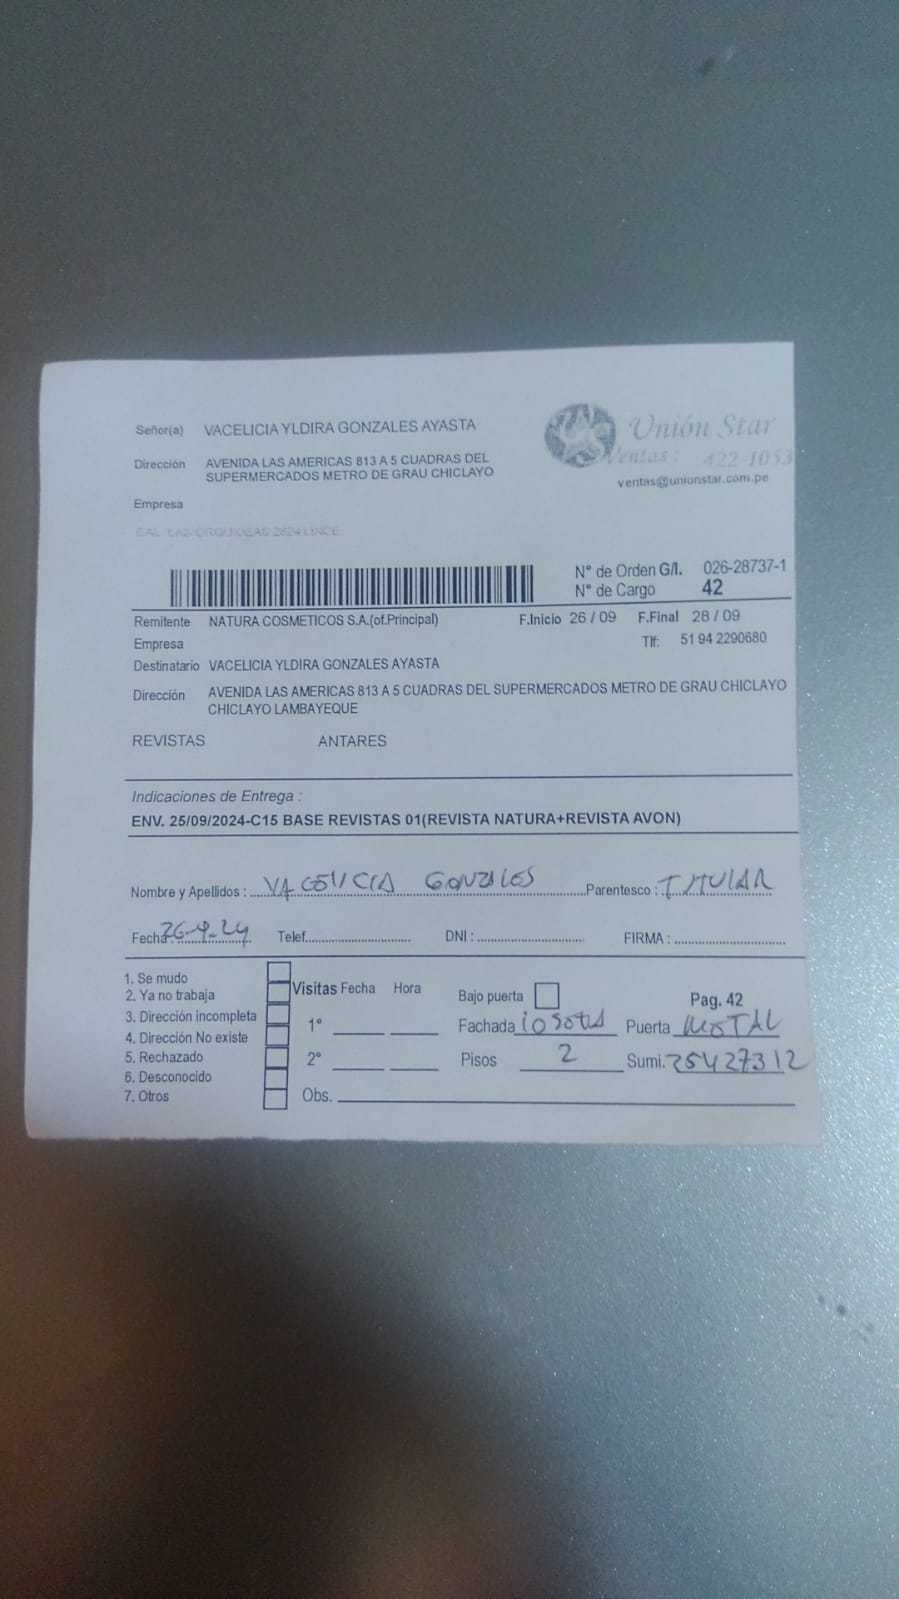 Señor(a) VACELICIA YLDIRA GONZALES AYASTA
Unión Star
Ventas : 422-1053
ventas@unionstar.com.pe
Dirección AVENIDA LAS AMERICAS 813 A 5 CUADRAS DEL
SUPERMERCADOS METRO DE GRAU CHICLAYO
Empresa
CAL. LAS ORQUIDEAS 2624 LINCE
N° de Orden G/I. 026-28737-1
N° de Cargo 42
Remitente NATURA COSMETICOS S.A.(of.Principal) F.Inicio 26 / 09 F.Final 28 / 09
Empresa Tlf: 51 94 2290680
Destinatario VACELICIA YLDIRA GONZALES AYASTA
Dirección AVENIDA LAS AMERICAS 813 A 5 CUADRAS DEL SUPERMERCADOS METRO DE GRAU CHICLAYO
CHICLAYO LAMBAYEQUE
REVISTAS ANTARES
Indicaciones de Entrega :
ENV. 25/09/2024-C15 BASE REVISTAS 01(REVISTA NATURA+REVISTA AVON)
Nombre y Apellidos : VACELICIA GONZALES Parentesco : TITULAR
Fecha : 26-9-24 Telef. DNI : FIRMA :
1. Se mudo
2. Ya no trabaja
3. Dirección incompleta
4. Dirección No existe
5. Rechazado
6. Desconocido
7. Otros
Visitas Fecha Hora
1°
2°
Obs.
Bajo puerta Pag. 42
Fachada Puerta METAL
Pisos 2 Sumi. 25427312